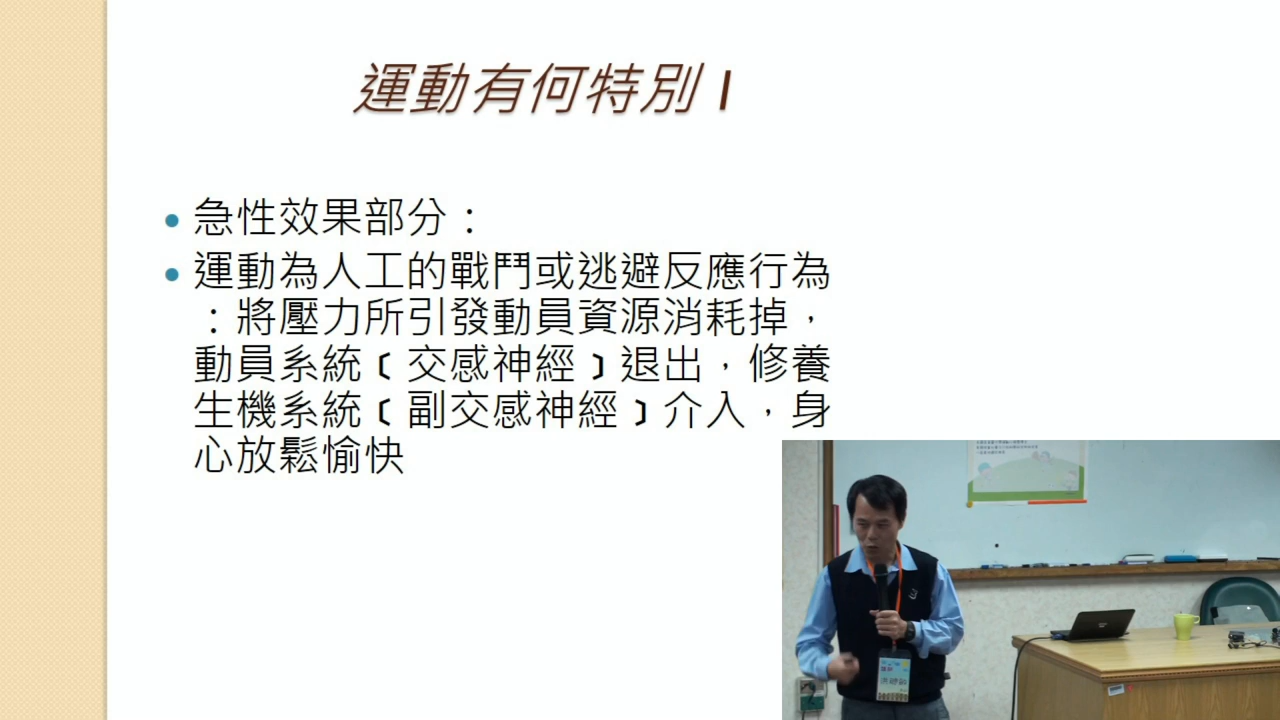 運動有何特別 I
急性效果部分：
運動為人工的戰鬥或逃避反應行為
：將壓力所引發動員資源消耗掉，
動員系統﹝交感神經﹞退出，修養
生機系統﹝副交感神經﹞介入，身
心放鬆愉快